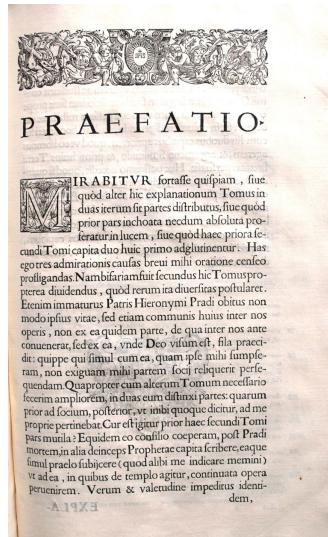 PRAEFATIO.
MIRABITVR fortasse quispiam, siue
quòd alter hic explanationum Tomus in
duas iterum sit partes distributus, siue quòd
prior pars inchoata necdum absoluta pro-
feratur in lucem, siue quòd haec priora se-
cundi Tomi capita duo huic primo adglutinentur. Has
ego tres admirationis causas breui mihi oratione censeo
profligandas. Nam bifariam fuit secundus hic Tomus pro-
pterea diuidendus, quòd rerum ita diuersitas postularet.
Etenim immaturus Patris Hieronymi Pradi obitus non
modo ipsius vitae, sed etiam communis huius inter nos
operis, non ex ea quidem parte, de qua inter nos ante
conuenerat, sed ex ea, vnde Deo visum est, fila praeci-
dit: quippe qui simul cum ea, quam ipse mihi sumpse-
ram, non exiguam mihi partem socij reliquerit perse-
quendam. Quapropter cum alterum Tomum necessario
fecerim ampliorem, in duas eum distinxi partes: quarum
prior ad socium, posterior, vt imbi quoque dicitur, ad me
proprie pertinebat. Cur est igitur prior haec secundi Tomi
pars mutila? Equidem eo consilio coeperam, post Pradi
mortem, in alia deinceps Prophetae capita scribere, eaque
simul praelo subijcere (quod alibi me indicare memini)
vt ad ea, in quibus de templo agitur, continuata opera
peruenirem. Verum & valetudine impeditus identi-
dem,